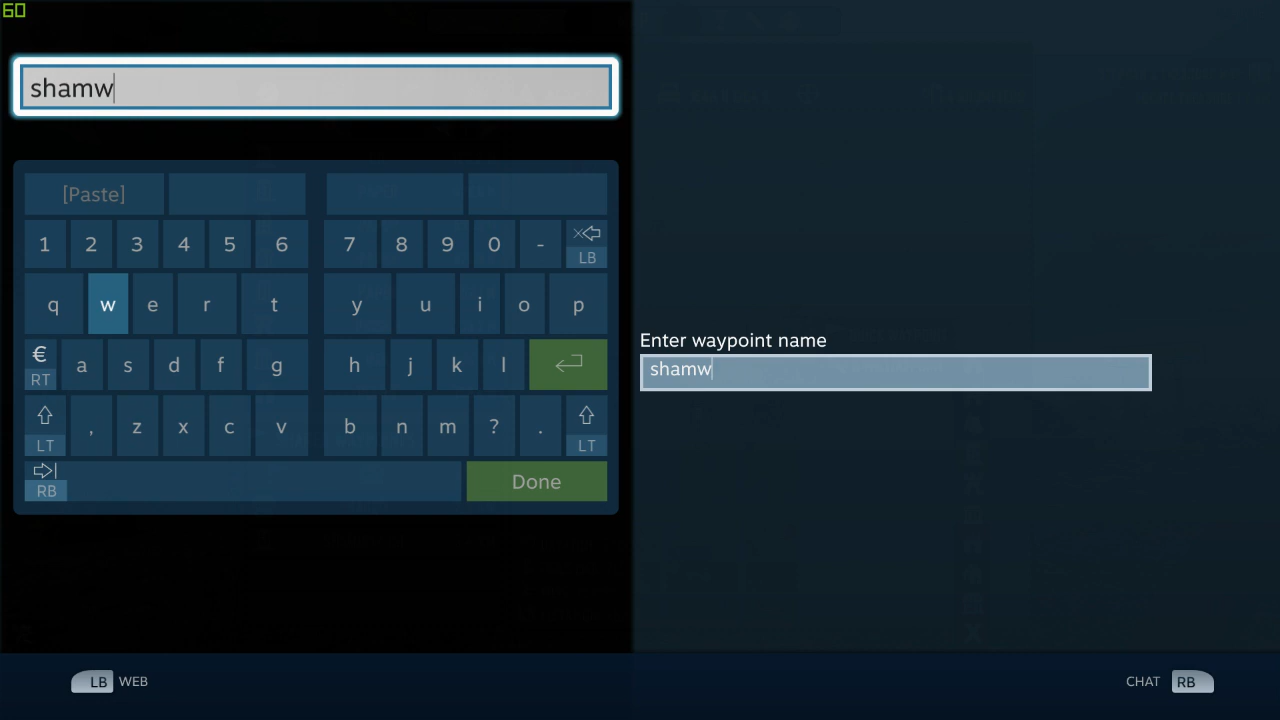 60
shamw
[Paste]
1 2 3 4 5 6 7 8 9 0 - LB
q w e r t y u i o p
€ RT a s d f g h j k l
LT , z x c v b n m ? . LT
RB Done
Enter waypoint name
shamw
LB WEB
CHAT RB